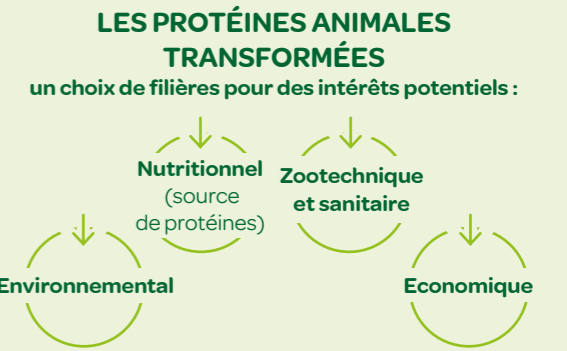 LES PROTÉINES ANIMALES
TRANSFORMÉES
un choix de filières pour des intérêts potentiels :
Nutritionnel
(source
de protéines)
Zootechnique
et sanitaire
Environnemental
Economique